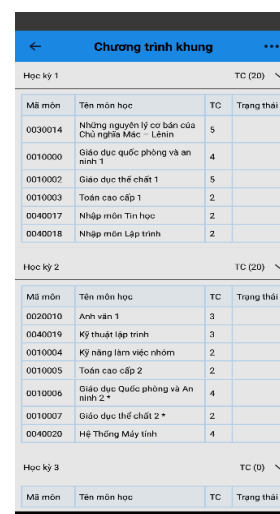 Chương trình khung
Học kỳ 1 TC (20)
Mã môn Tên môn học TC Trạng thái
0030014 Những nguyên lý cơ bản của
Chủ nghĩa Mác – Lênin 5
0010000 Giáo dục quốc phòng và an
ninh 1 4
0010002 Giáo dục thể chất 1 5
0010003 Toán cao cấp 1 2
0040017 Nhập môn Tin học 2
0040018 Nhập môn Lập trình 2
Học kỳ 2 TC (20)
Mã môn Tên môn học TC Trạng thái
0020010 Anh văn 1 3
0040019 Kỹ thuật lập trình 3
0010004 Kỹ năng làm việc nhóm 2
0010005 Toán cao cấp 2 2
0010006 Giáo dục Quốc phòng và An
ninh 2 * 4
0010007 Giáo dục thể chất 2 * 2
0040020 Hệ Thống Máy tính 4
Học kỳ 3 TC (0)
Mã môn Tên môn học TC Trạng thái